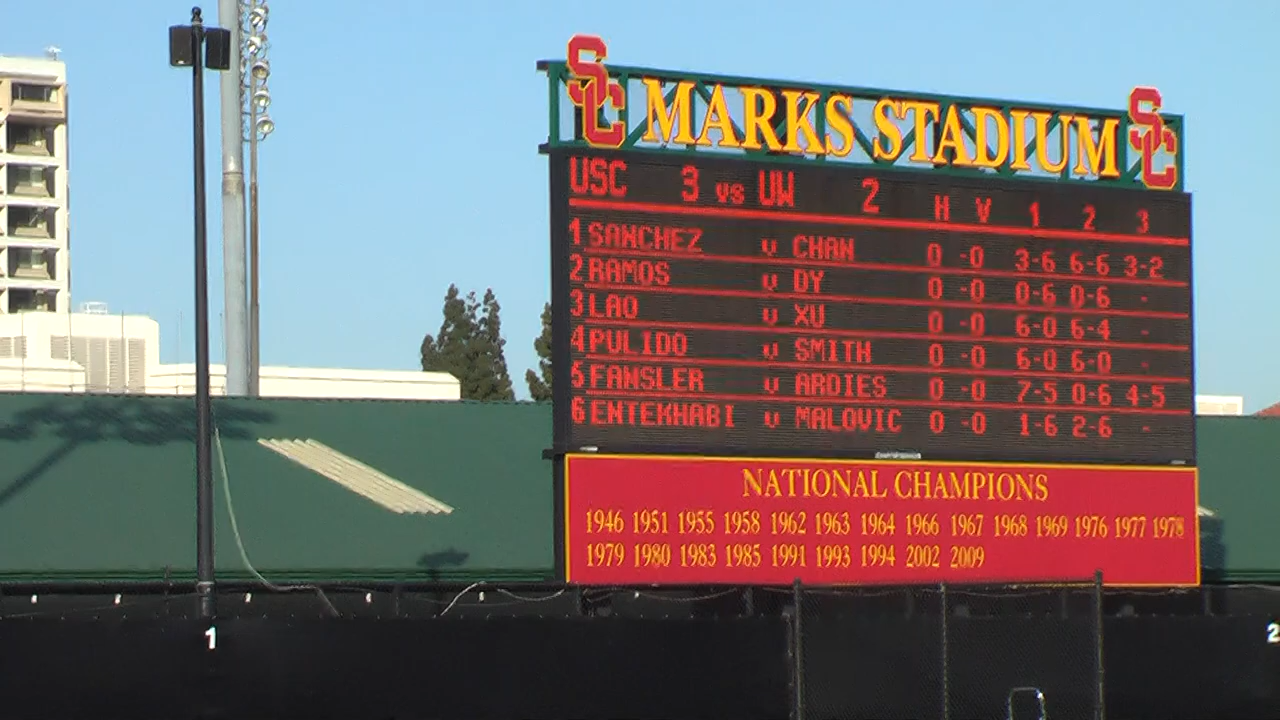 SC MARKS STADIUM SC
USC 3 vs UW 2 H V 1 2 3
1 SANCHEZ v CHAN 0 -0 3-6 6-6 3-2
2 RAMOS v DY 0 -0 0-6 0-6 -
3 LAO v XU 0 -0 6-0 6-4 -
4 PULIDO v SMITH 0 -0 6-0 6-0 -
5 FANSLER v ARDIES 0 -0 7-5 0-6 4-5
6 ENTEKHABI v MALOVIC 0 -0 1-6 2-6 -
NATIONAL CHAMPIONS
1946 1951 1955 1958 1962 1963 1964 1966 1967 1968 1969 1976 1977 1978
1979 1980 1983 1985 1991 1993 1994 2002 2009
1
2